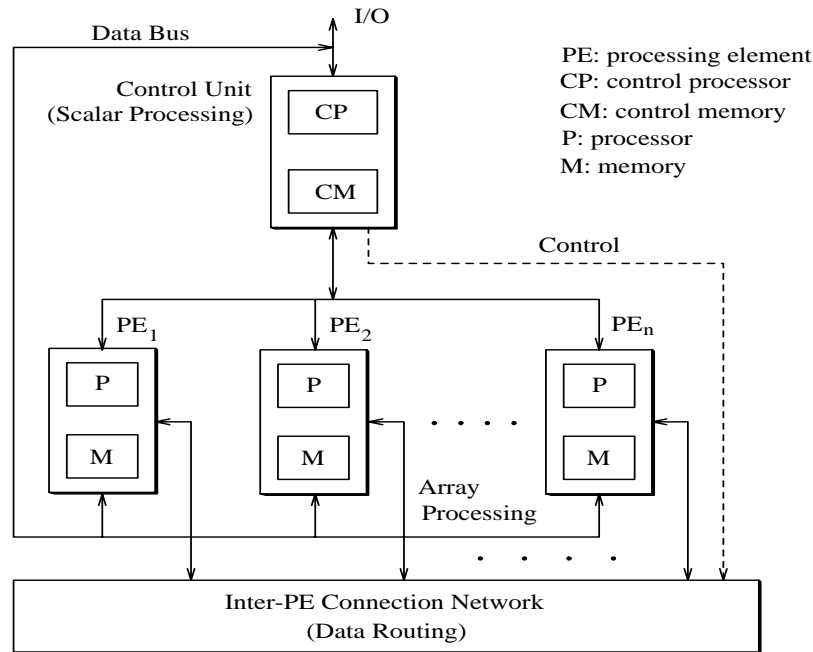 I/O
Data Bus
PE: processing element
CP: control processor
CM: control memory
P: processor
M: memory
Control Unit
(Scalar Processing)
CP
CM
Control
PE1
PE2
PEn
P
P
P
M
M
M
Array
Processing
Inter-PE Connection Network
(Data Routing)